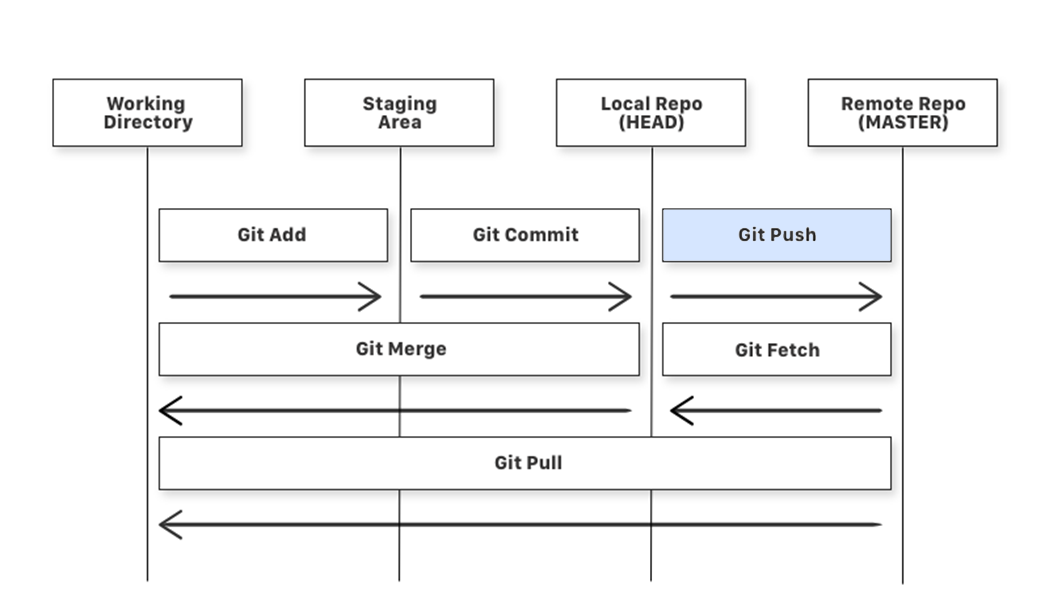 Working
Directory
Staging
Area
Local Repo
(HEAD)
Remote Repo
(MASTER)
Git Add
Git Commit
Git Push
Git Merge
Git Fetch
Git Pull